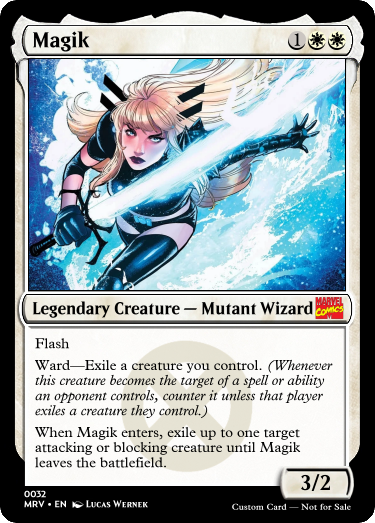 Magik 1
Legendary Creature — Mutant Wizard MARVEL COMICS
Flash
Ward—Exile a creature you control. (Whenever
this creature becomes the target of a spell or ability
an opponent controls, counter it unless that player
exiles a creature they control.)
When Magik enters, exile up to one target
attacking or blocking creature until Magik
leaves the battlefield.
3/2
0032
MRV • EN LUCAS WERNEK Custom Card — Not for Sale